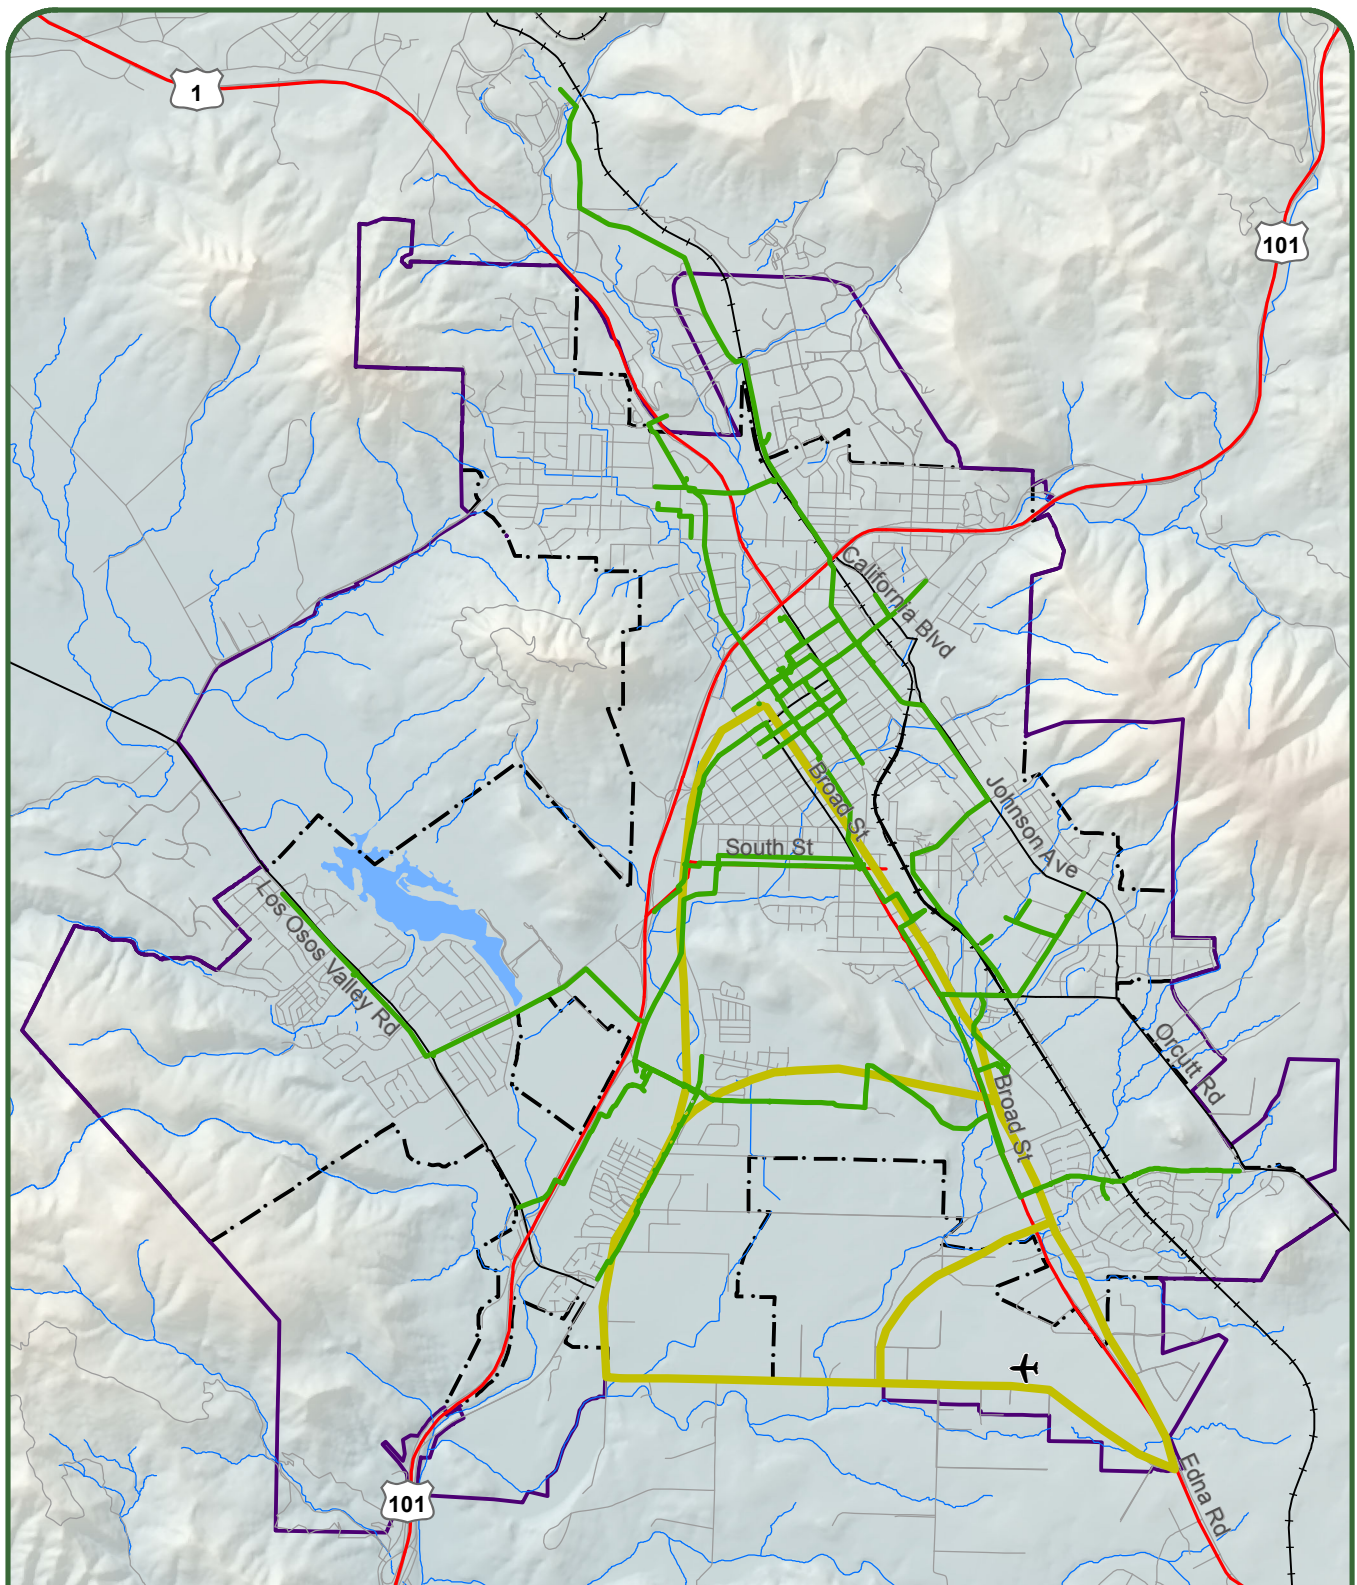 1
101
California Blvd
Broad St
Johnson Ave
South St
Los Osos Valley Rd
Orcutt Rd
Broad St
Edna Rd
101